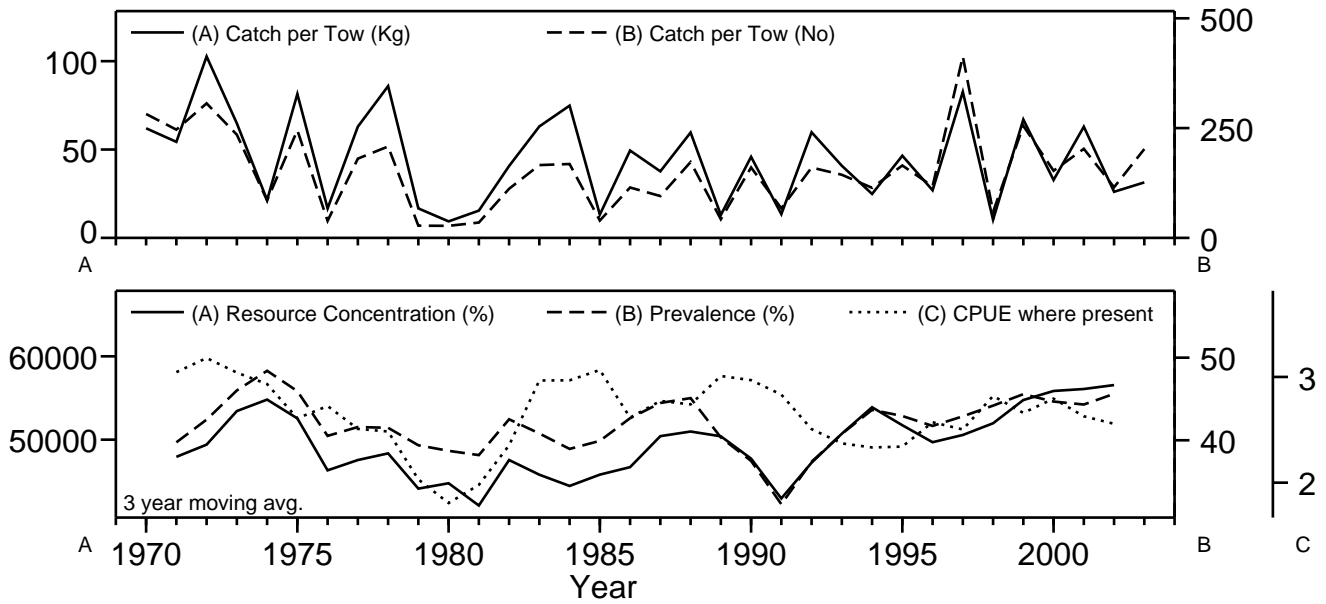 500
(A) Catch per Tow (Kg) (B) Catch per Tow (No)
100
50 250
0 0
A B
(A) Resource Concentration (%) (B) Prevalence (%) (C) CPUE where present
60000 50
3
50000 40
2
3 year moving avg.
A 1970 1975 1980 1985 1990 1995 2000 B C
Year